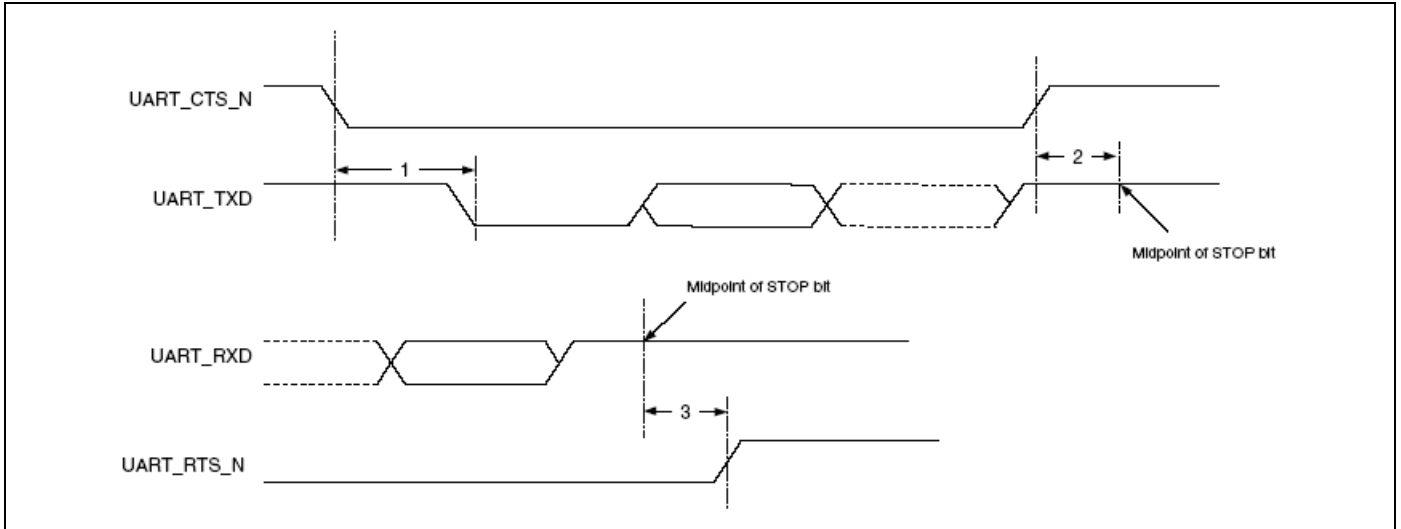 UART_CTS_N
1
2
UART_TXD
Midpoint of STOP bit
Midpoint of STOP bit
UART_RXD
3
UART_RTS_N